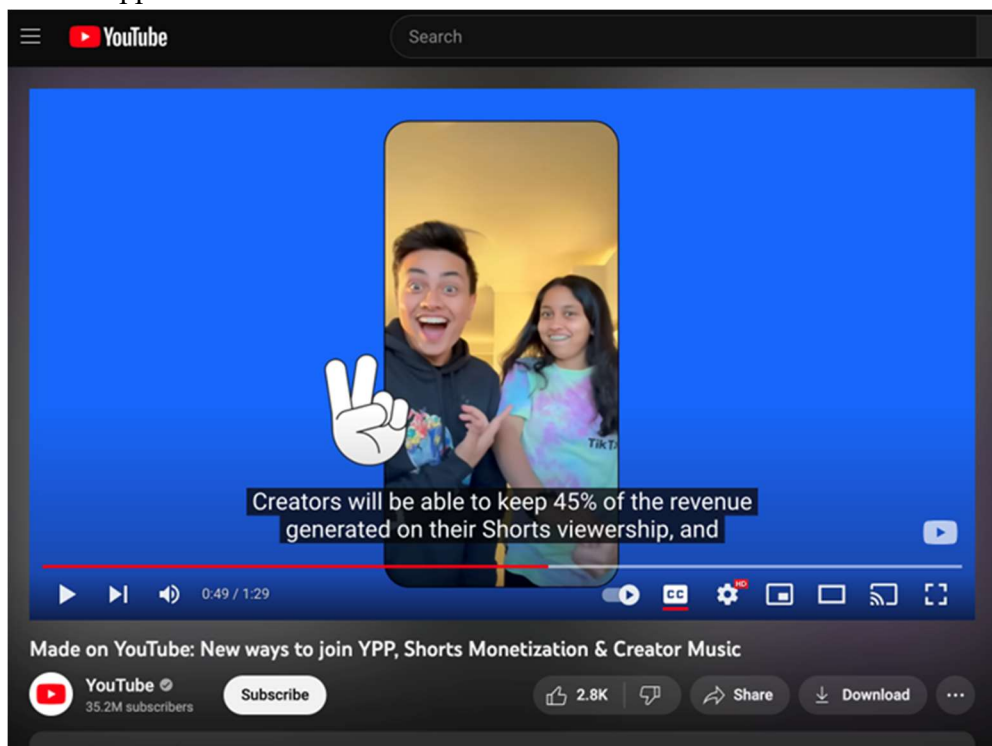 YouTube
Search
TikT
Creators will be able to keep 45% of the revenue
generated on their Shorts viewership, and
0:49 / 1:29
CC
HD
Made on YouTube: New ways to join YPP, Shorts Monetization & Creator Music
YouTube
35.2M subscribers
Subscribe
2.8K
Share
Download